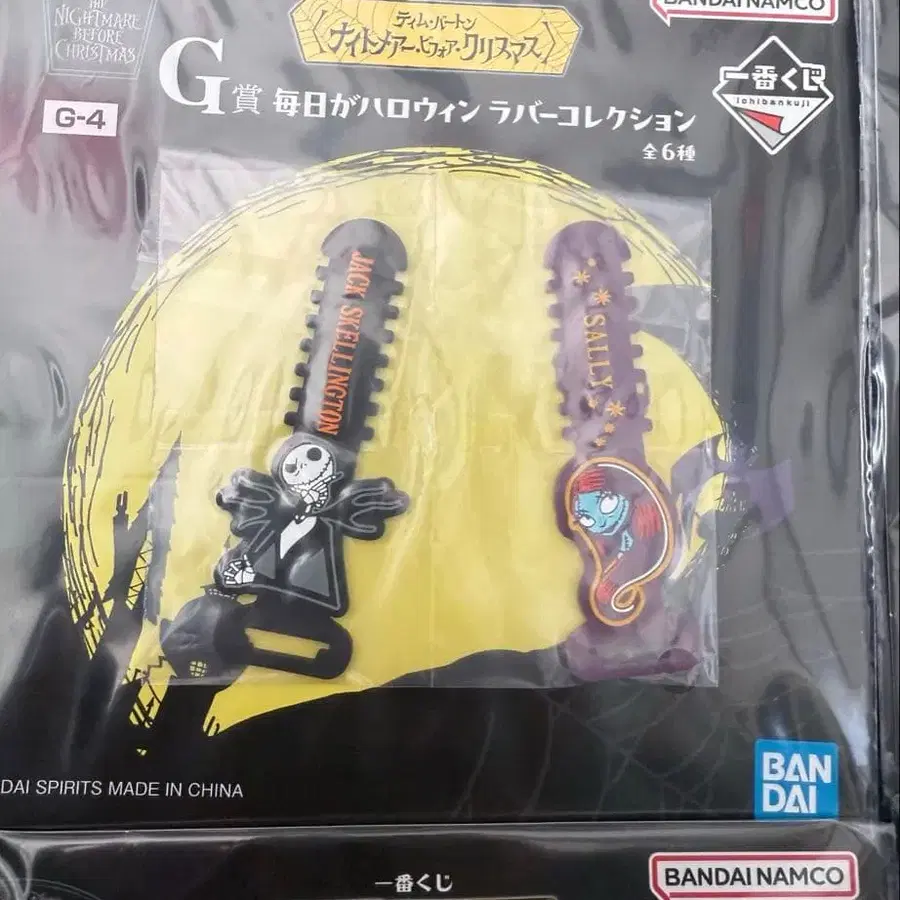 THE
NIGHTMARE
BEFORE
CHRISTMAS
ティム・バートン
ナイトメアー・ビフォア・クリスマス
BANDAI NAMCO
G-4
G賞 毎日がハロウィン ラバーコレクション
全6種
一番くじ
Ichibankuji
JACK SKELLINGTON
SALLY
DAI SPIRITS MADE IN CHINA
BAN
DAI
一番くじ
BANDAI NAMCO